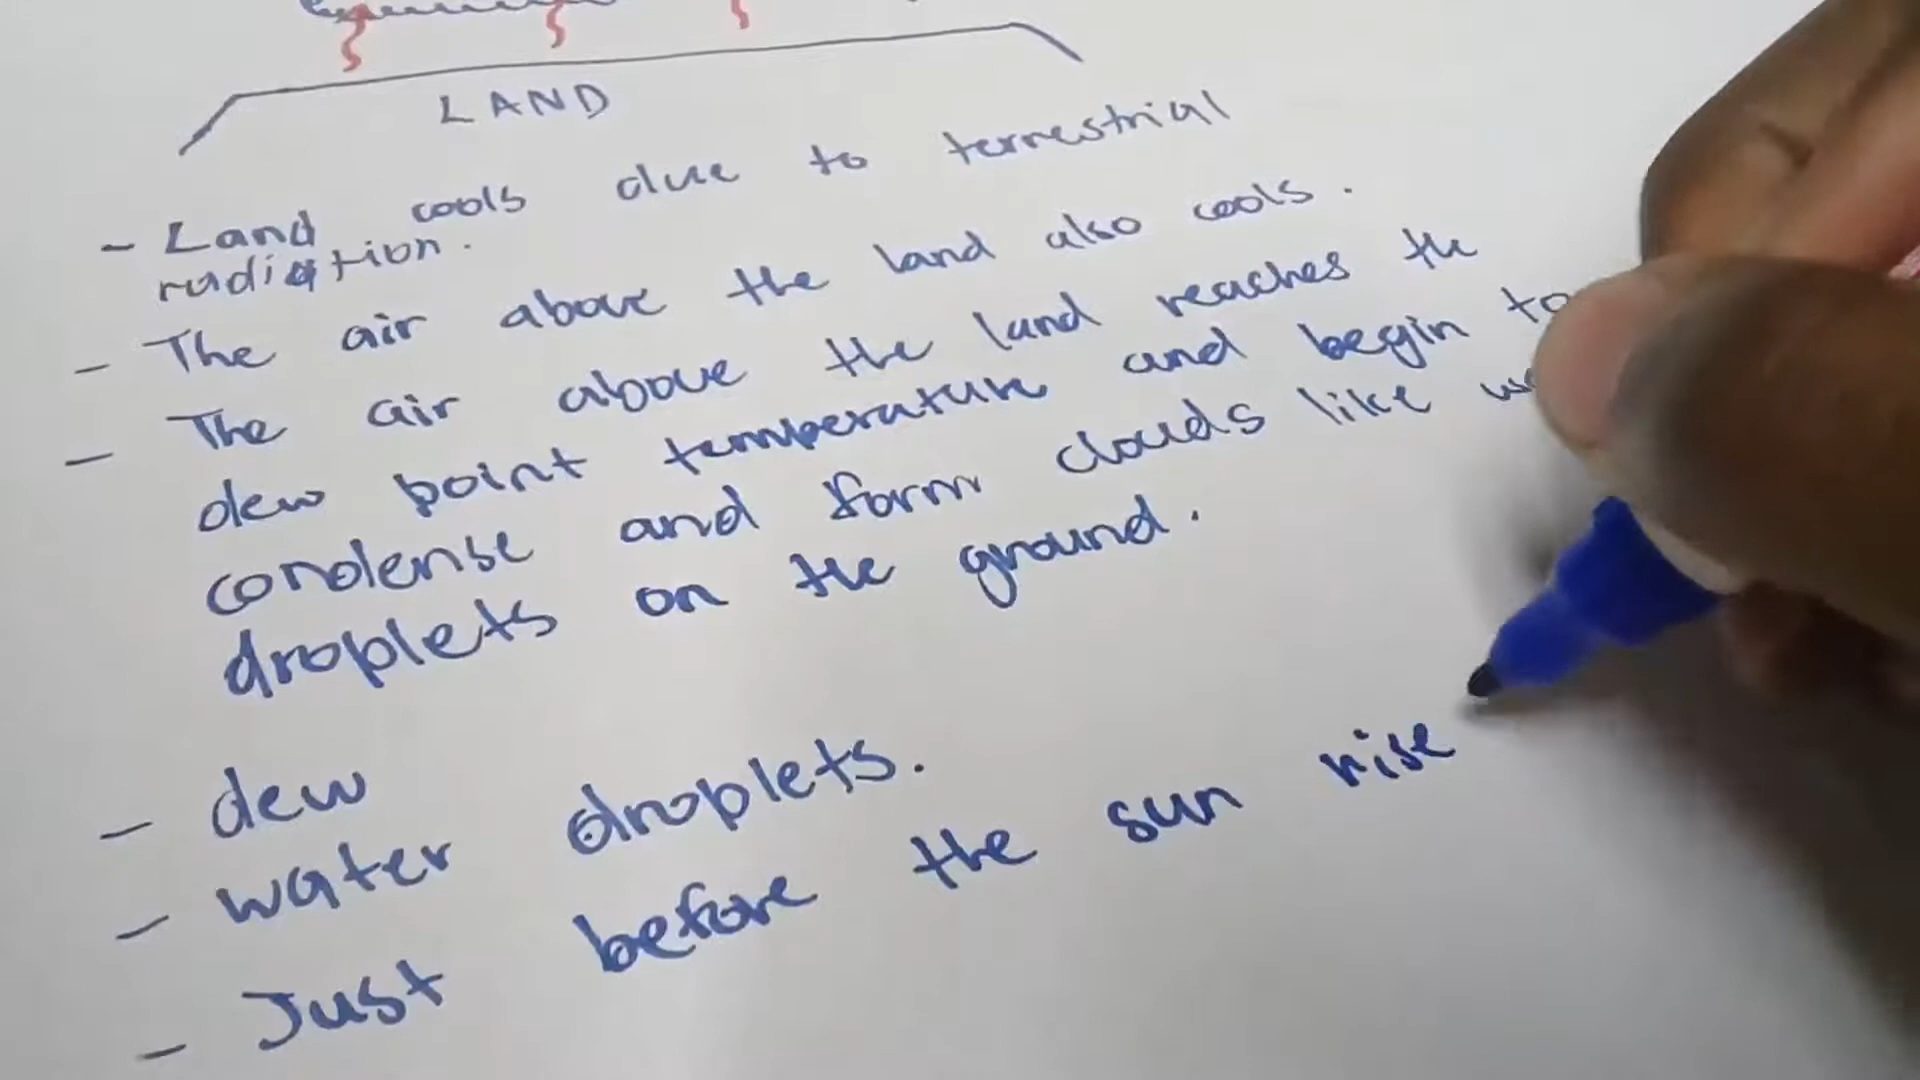 LAND
- Land cools due to terrestrial
radiation.
- The air above the land also cools.
- The air above the land reaches the
dew point temperature and begin to
condense and form clouds like
droplets on the ground.
- dew
- water droplets.
- Just before the sun rise